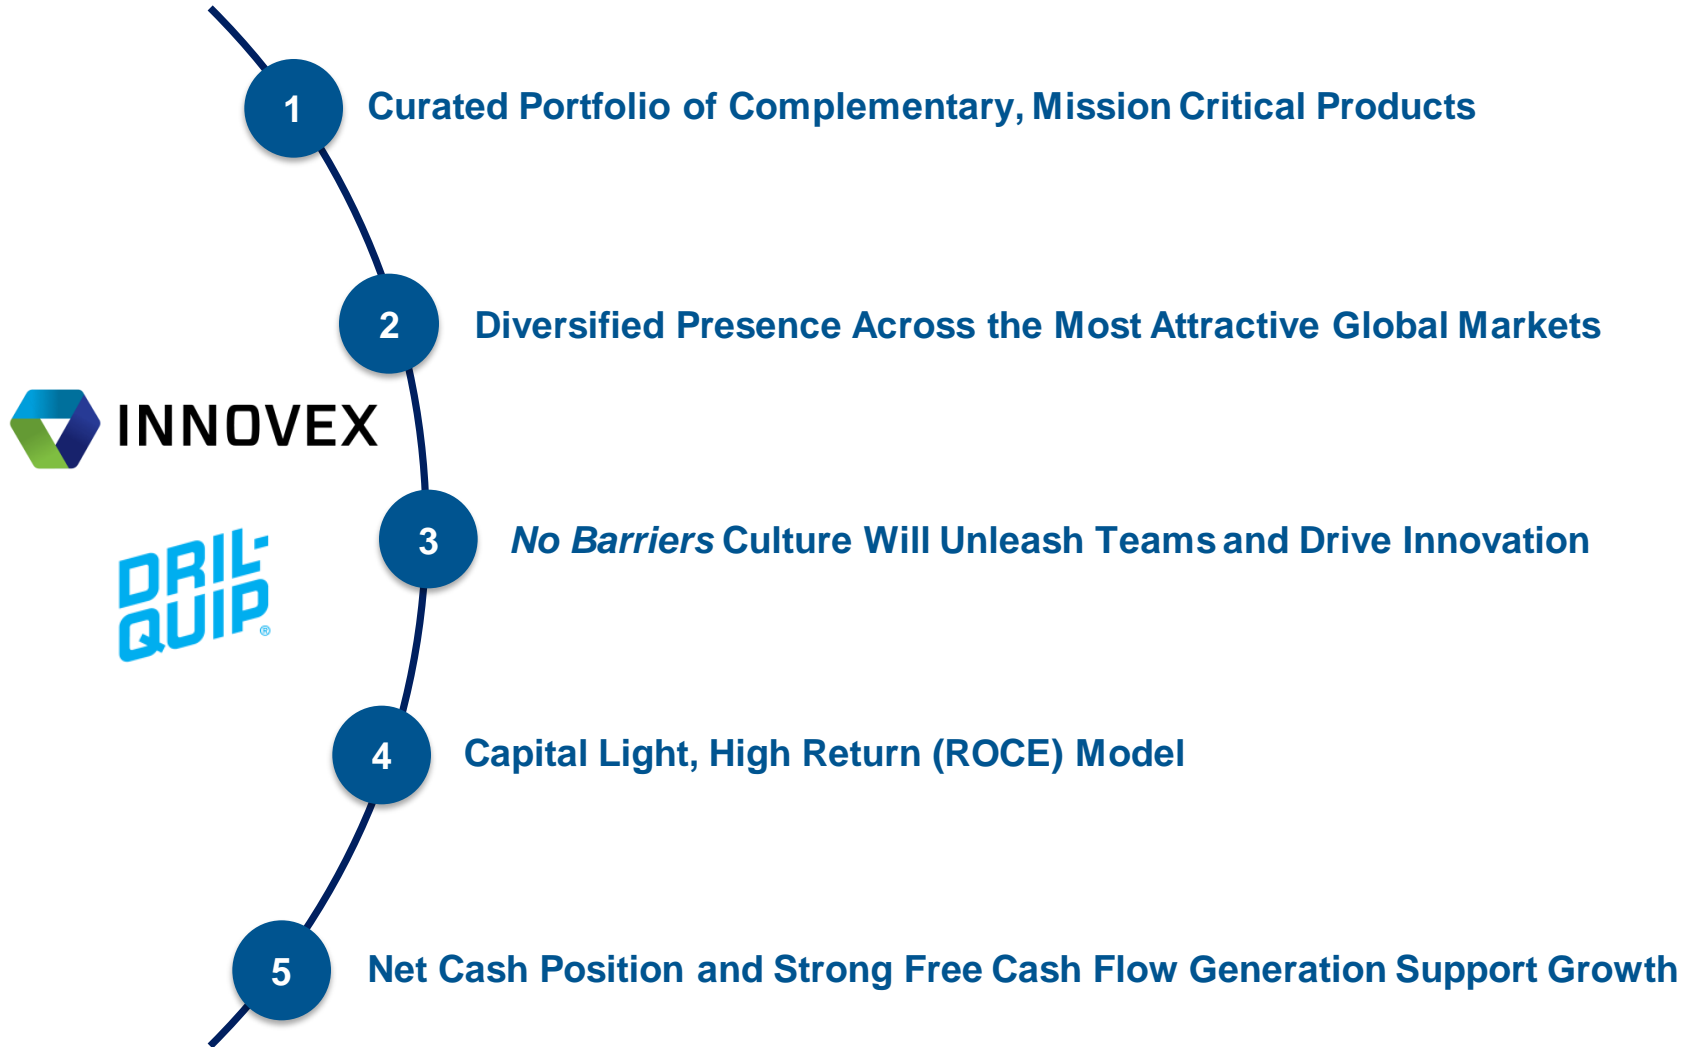 1
Curated Portfolio of Complementary, Mission Critical Products
2
Diversified Presence Across the Most Attractive Global Markets
INNOVEX
3
No Barriers Culture Will Unleash Teams and Drive Innovation
DRIL-
QUIP®
4
Capital Light, High Return (ROCE) Model
5
Net Cash Position and Strong Free Cash Flow Generation Support Growth